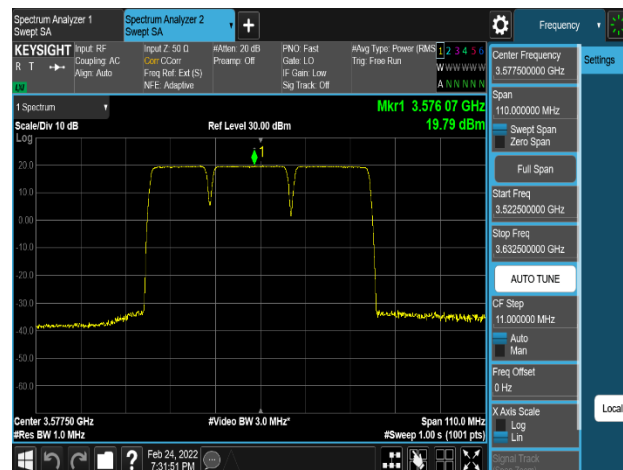 Spectrum Analyzer 1
Swept SA
Spectrum Analyzer 2
Swept SA
Frequency
KEYSIGHT
R T
LXI
Input: RF
Coupling: AC
Align: Auto
Input Z: 50 Ω
Corr CCorr
Freq Ref: Ext (S)
NFE: Adaptive
#Atten: 20 dB
Preamp: Off
PNO: Fast
Gate: LO
IF Gain: Low
Sig Track: Off
#Avg Type: Power (RMS
Trig: Free Run
1 2 3 4 5 6
W W W W W W
A N N N N N
1 Spectrum
Scale/Div 10 dB
Ref Level 30.00 dBm
Mkr1 3.576 07 GHz
19.79 dBm
Log
1
20.0
10.0
0.00
-10.0
-20.0
-30.0
-40.0
-50.0
-60.0
Center 3.57750 GHz
#Video BW 3.0 MHz*
Span 110.0 MHz
#Res BW 1.0 MHz
#Sweep 1.00 s (1001 pts)
Feb 24, 2022
7:31:51 PM
Center Frequency
3.577500000 GHz
Settings
Span
110.000000 MHz
Swept Span
Zero Span
Full Span
Start Freq
3.522500000 GHz
Stop Freq
3.632500000 GHz
AUTO TUNE
CF Step
11.000000 MHz
Auto
Man
Freq Offset
0 Hz
X Axis Scale
Log
Lin
Local
Signal Track